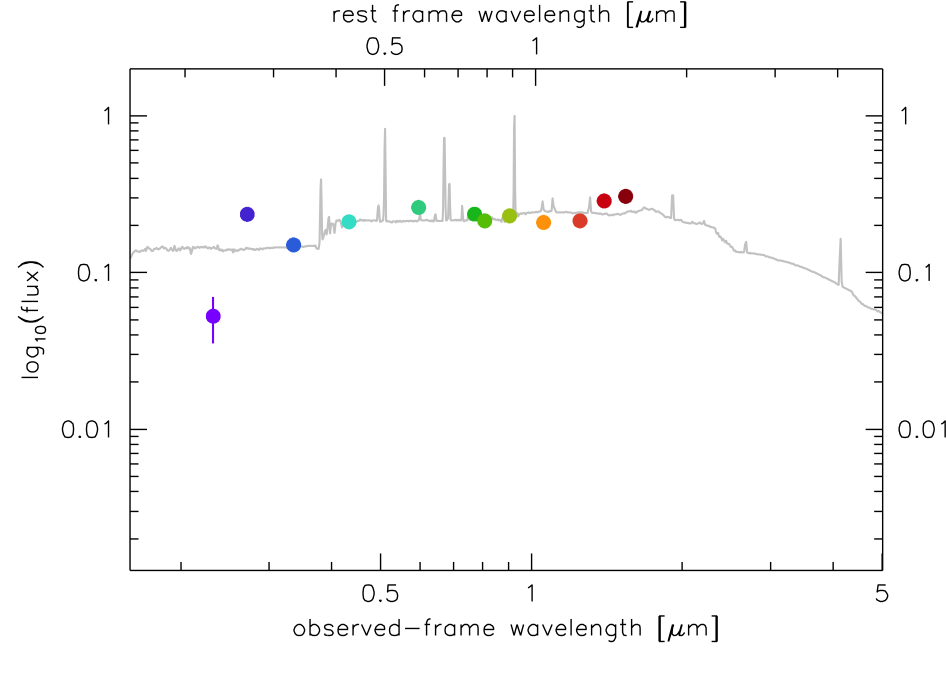 rest frame wavelength [μm]
0.5 1
1 1
0.1 0.1
log10(flux)
0.01 0.01
0.5 1 5
observed-frame wavelength [μm]